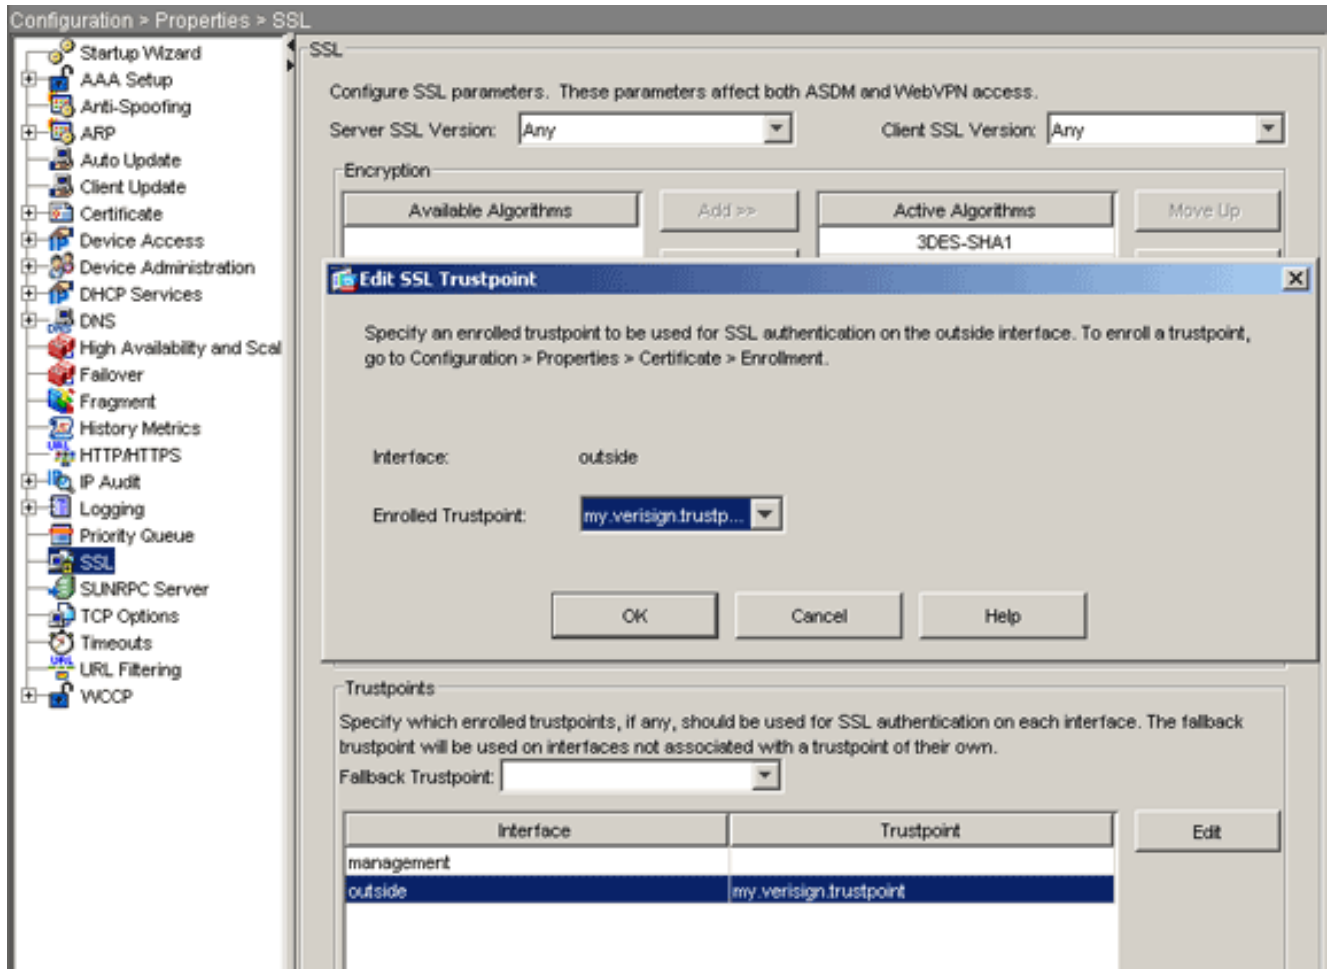 Configuration > Properties > SSL
Startup Wizard
AAA Setup
Anti-Spoofing
ARP
Auto Update
Client Update
Certificate
Device Access
Device Administration
DHCP Services
DNS
High Availability and Scal
Failover
Fragment
History Metrics
HTTP/HTTPS
IP Audit
Logging
Priority Queue
SSL
SUNRPC Server
TCP Options
Timeouts
URL Filtering
WCCP
SSL
Configure SSL parameters. These parameters affect both ASDM and WebVPN access.
Server SSL Version: Any Client SSL Version: Any
Encryption
Available Algorithms Add >> Active Algorithms Move Up
3DES-SHA1
Edit SSL Trustpoint
Specify an enrolled trustpoint to be used for SSL authentication on the outside interface. To enroll a trustpoint,
go to Configuration > Properties > Certificate > Enrollment.
Interface: outside
Enrolled Trustpoint: my.verisign.trustp...
OK Cancel Help
Trustpoints
Specify which enrolled trustpoints, if any, should be used for SSL authentication on each interface. The fallback
trustpoint will be used on interfaces not associated with a trustpoint of their own.
Fallback Trustpoint:
Interface Trustpoint Edit
management
outside my.verisign.trustpoint